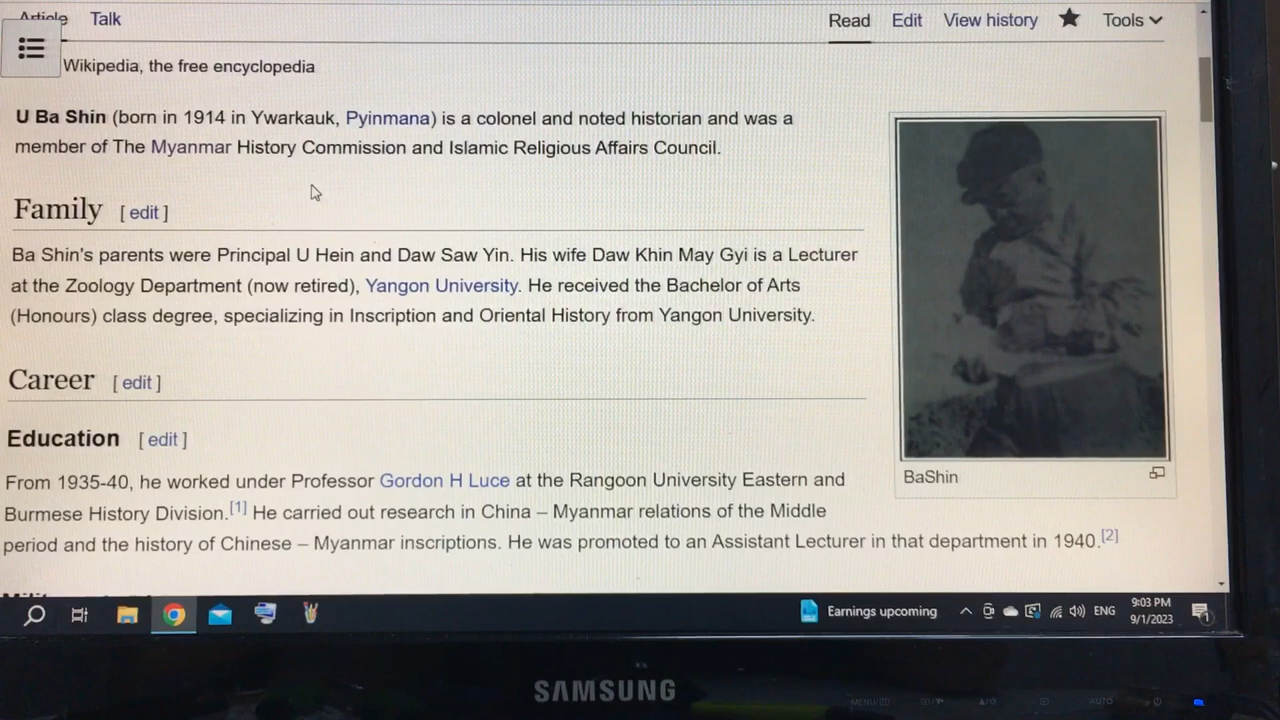 Article Talk Read Edit View history Tools
Wikipedia, the free encyclopedia
U Ba Shin (born in 1914 in Ywarkauk, Pyinmana) is a colonel and noted historian and was a
member of The Myanmar History Commission and Islamic Religious Affairs Council.
Family [ edit ]
Ba Shin's parents were Principal U Hein and Daw Saw Yin. His wife Daw Khin May Gyi is a Lecturer
at the Zoology Department (now retired), Yangon University. He received the Bachelor of Arts
(Honours) class degree, specializing in Inscription and Oriental History from Yangon University.
Career [ edit ]
Education [ edit ]
BaShin
From 1935-40, he worked under Professor Gordon H Luce at the Rangoon University Eastern and
Burmese History Division.[1] He carried out research in China – Myanmar relations of the Middle
period and the history of Chinese – Myanmar inscriptions. He was promoted to an Assistant Lecturer in that department in 1940.[2]
Earnings upcoming ENG 9:03 PM
9/1/2023
1
SAMSUNG
MENU AUTO